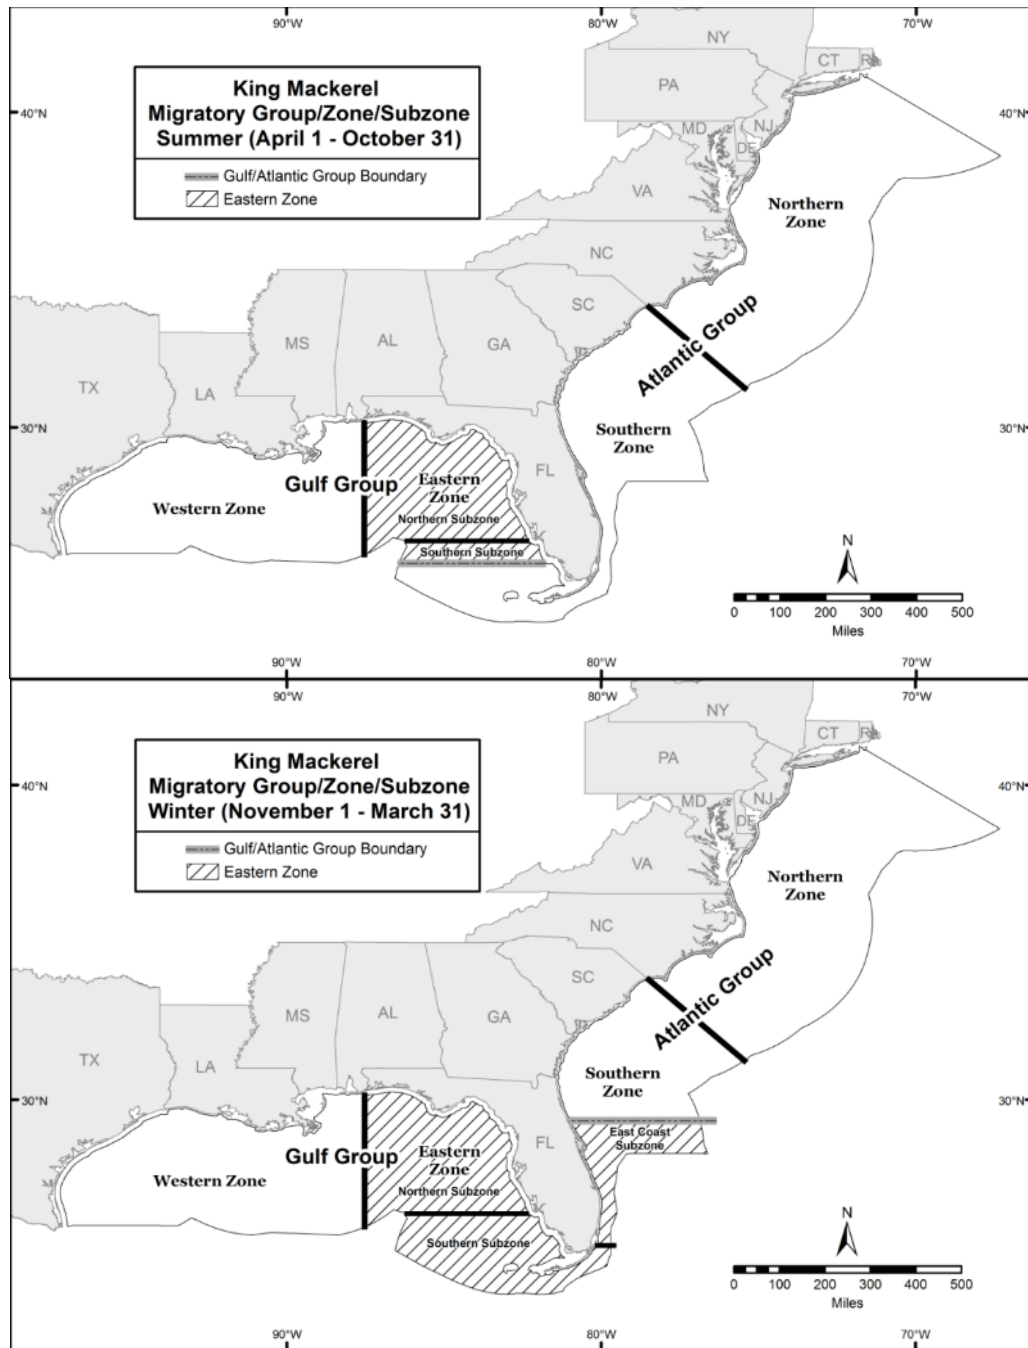 90°W
80°W
70°W
NY
CT
RI
PA
King Mackerel
Migratory Group/Zone/Subzone
Summer (April 1 - October 31)
Gulf/Atlantic Group Boundary
Eastern Zone
40°N
40°N
NJ
MD
DE
VA
Northern
Zone
NC
SC
Atlantic Group
MS
AL
GA
TX
LA
30°N
30°N
Southern
Zone
FL
Gulf Group
Eastern
Zone
Western Zone
Northern Subzone
Southern Subzone
N
0 100 200 300 400 500
Miles
90°W
80°W
70°W
90°W
80°W
70°W
NY
CT
RI
PA
King Mackerel
Migratory Group/Zone/Subzone
Winter (November 1 - March 31)
Gulf/Atlantic Group Boundary
Eastern Zone
40°N
40°N
NJ
MD
DE
VA
Northern
Zone
NC
SC
Atlantic Group
MS
AL
GA
TX
LA
Southern
Zone
30°N
30°N
East Coast
Subzone
FL
Gulf Group
Eastern
Zone
Western Zone
Northern Subzone
Southern Subzone
N
0 100 200 300 400 500
Miles
90°W
80°W
70°W